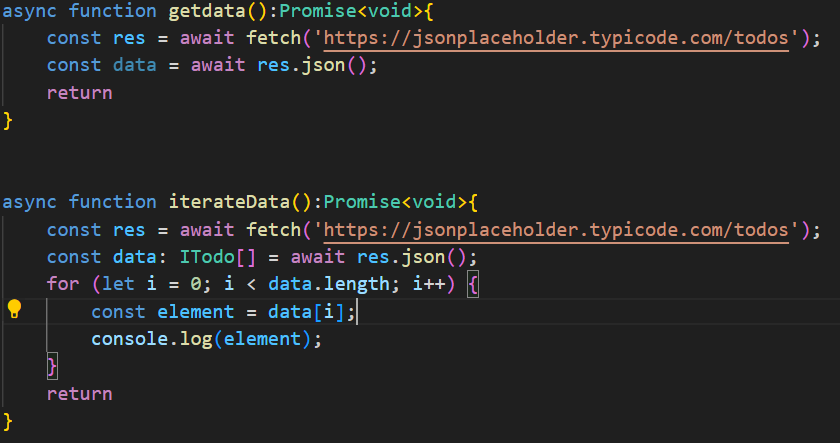 async function getdata():Promise<void>{
    const res = await fetch('https://jsonplaceholder.typicode.com/todos');
    const data = await res.json();
    return
}
async function iterateData():Promise<void>{
    const res = await fetch('https://jsonplaceholder.typicode.com/todos');
    const data: ITodo[] = await res.json();
    for (let i = 0; i < data.length; i++) {
        const element = data[i];
        console.log(element);
    }
    return
}